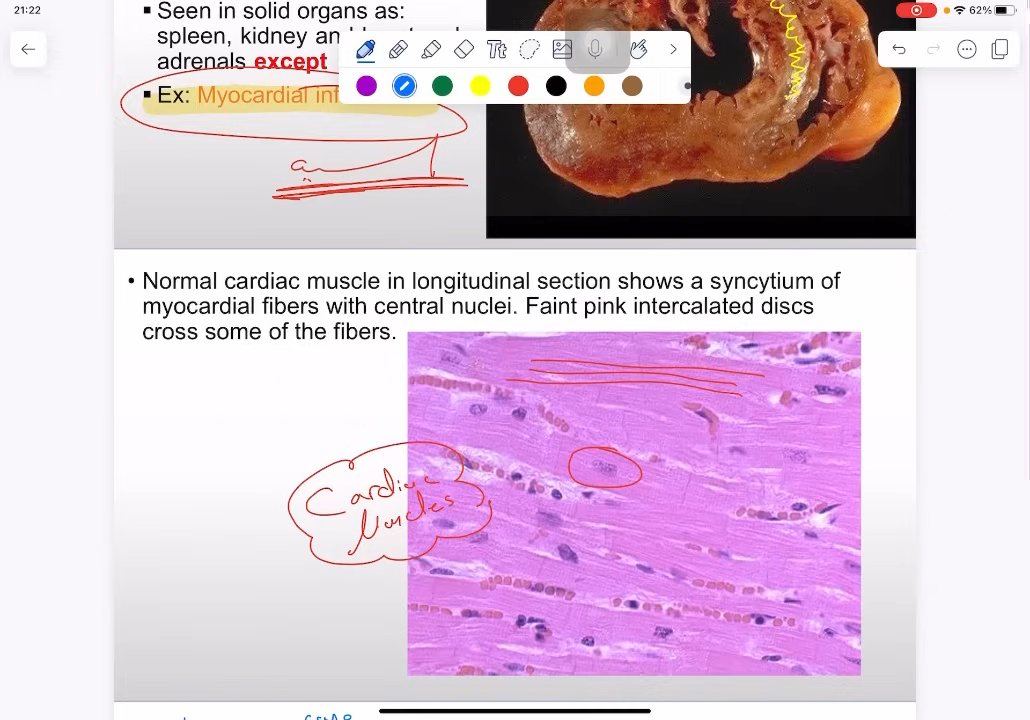 21:22
62%
▪ Seen in solid organs as:
spleen, kidney an
adrenals except
▪ Ex: Myocardial inf
Tt
• Normal cardiac muscle in longitudinal section shows a syncytium of
myocardial fibers with central nuclei. Faint pink intercalated discs
cross some of the fibers.
Cardiac